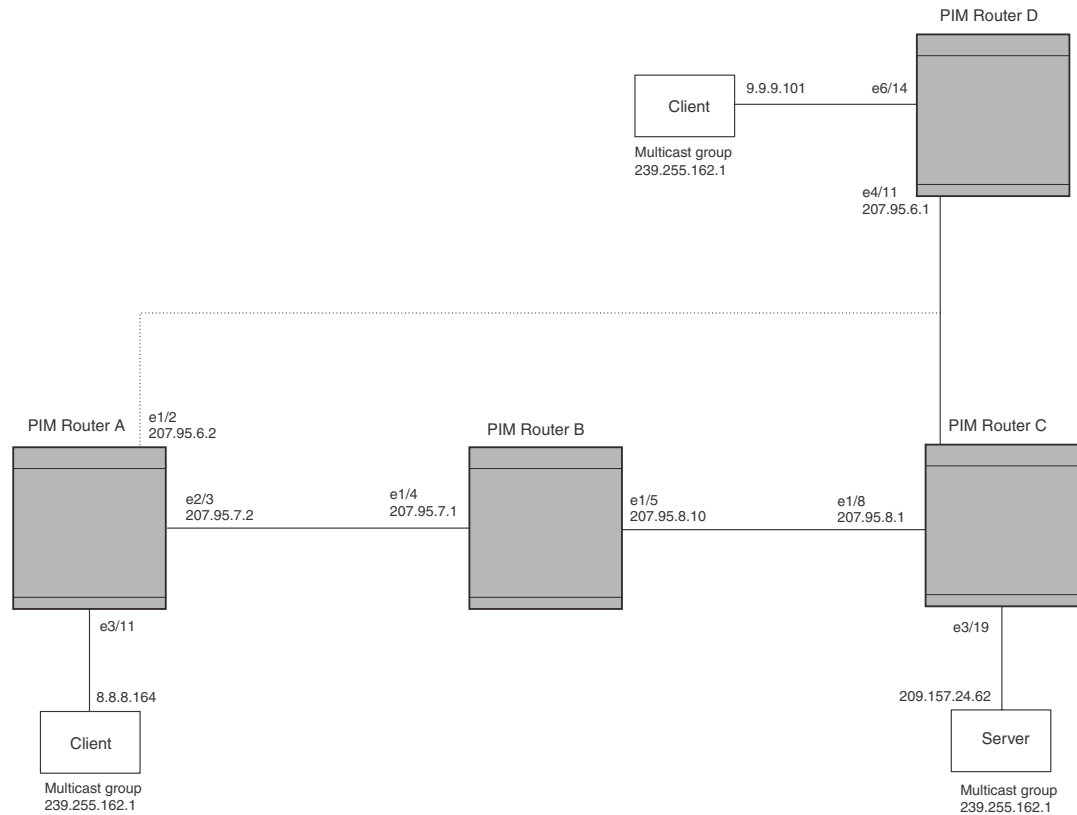 PIM Router D
Client
9.9.9.101
e6/14
Multicast group
239.255.162.1
e4/11
207.95.6.1
PIM Router A
e1/2
207.95.6.2
PIM Router B
PIM Router C
e2/3
207.95.7.2
e1/4
207.95.7.1
e1/5
207.95.8.10
e1/8
207.95.8.1
e3/11
e3/19
8.8.8.164
209.157.24.62
Client
Server
Multicast group
239.255.162.1
Multicast group
239.255.162.1